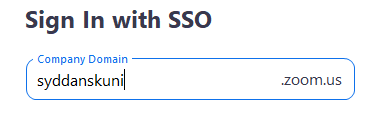 Sign In with SSO
Company Domain
syddanskuni .zoom.us